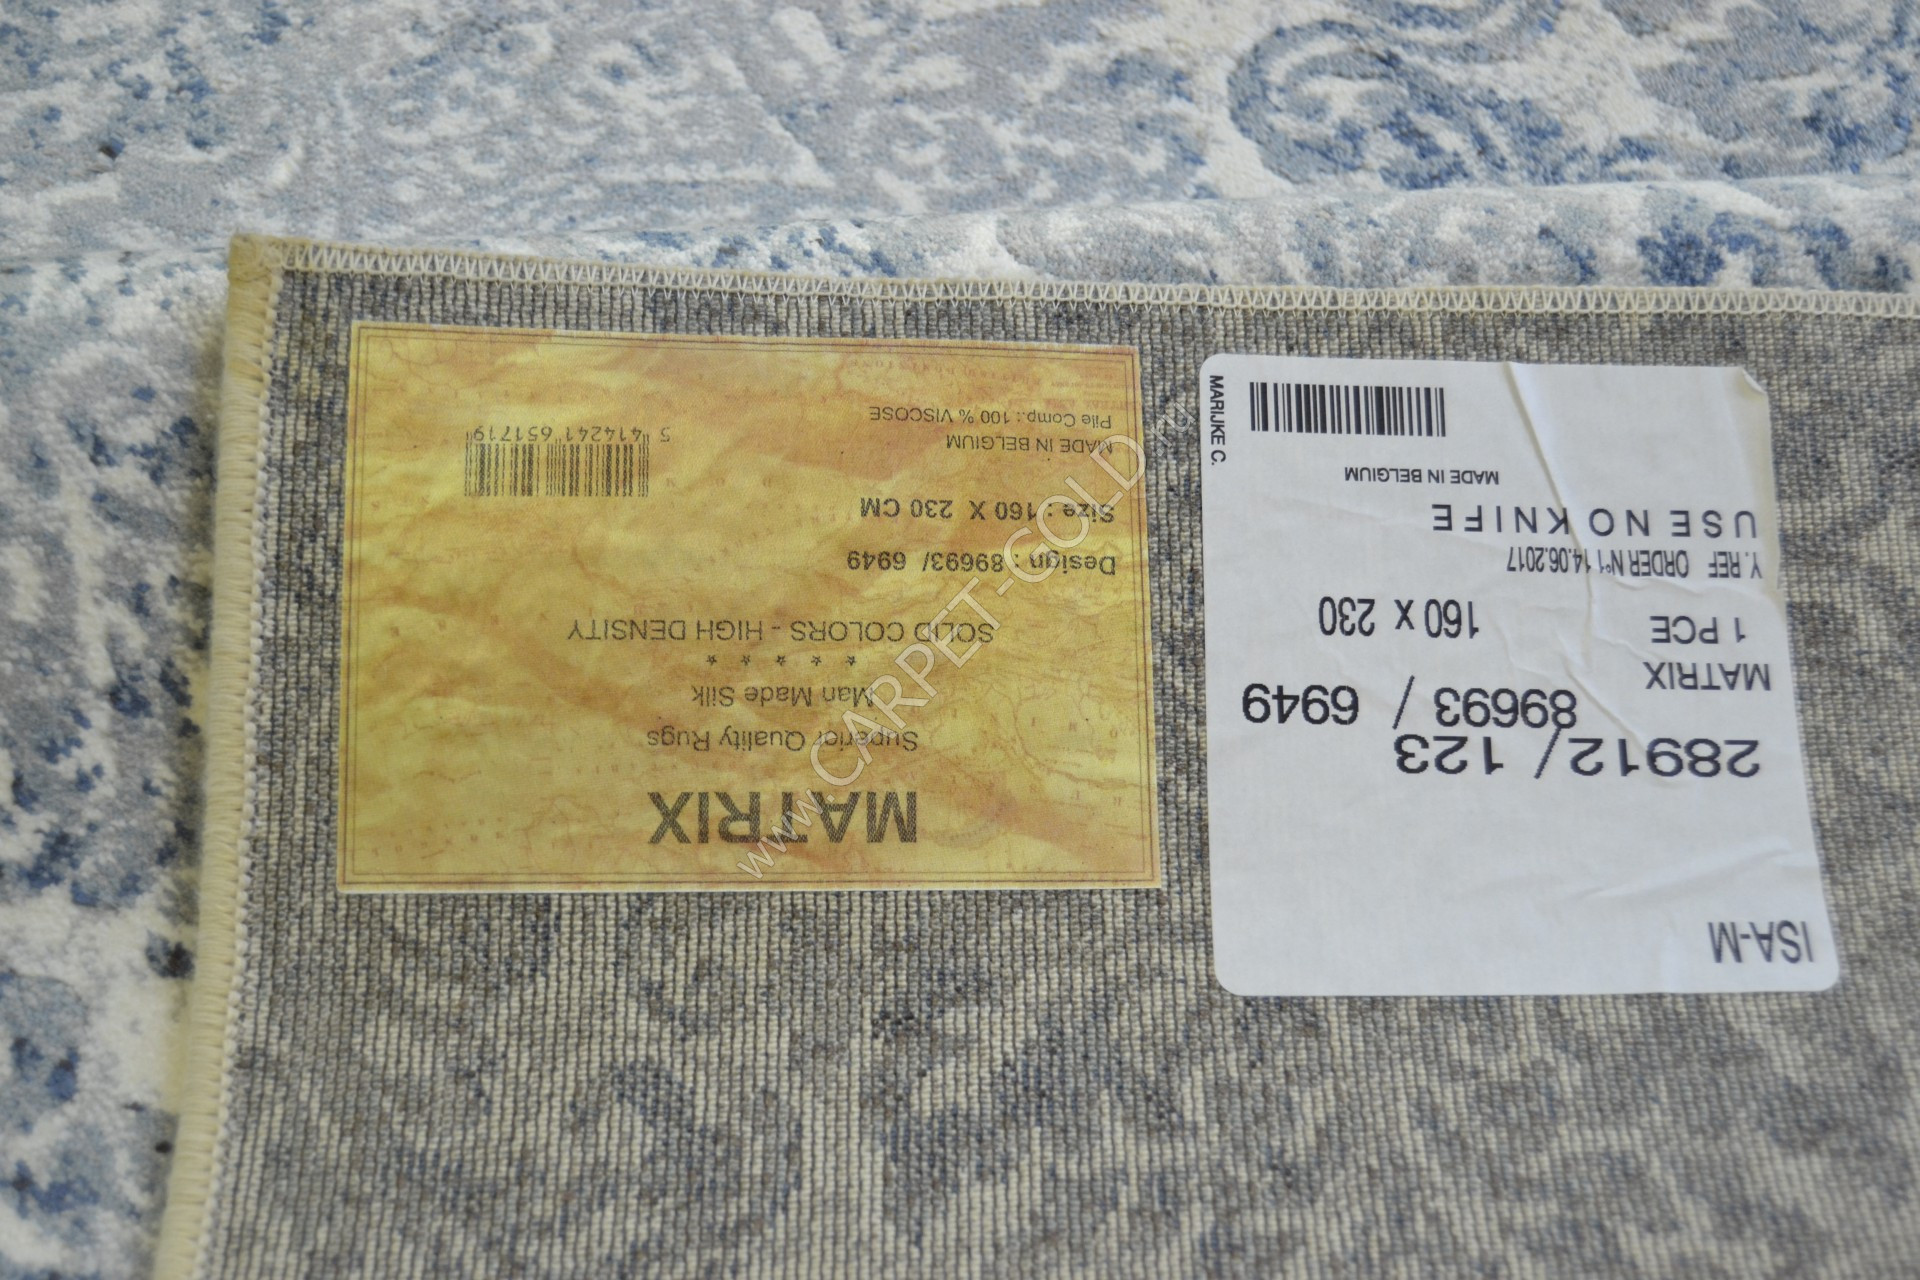 MATRIX
Superior Quality Rugs
Man Made Silk
★ ★ ★ ★ ★
SOLID COLORS - HIGH DENSITY
Design : 89693/ 6949
Size : 160 X 230 CM
MADE IN BELGIUM
Pile Comp.: 100 % VISCOSE
5 414241 651719
ISA-M
28912/ 123
89693 / 6949
MATRIX
1 PCE 160 x 230
Y. REF ORDER N°1 14.06.2017
USE NO KNIFE
MADE IN BELGIUM
MARIJKE C.
www.CARPET-GOLD